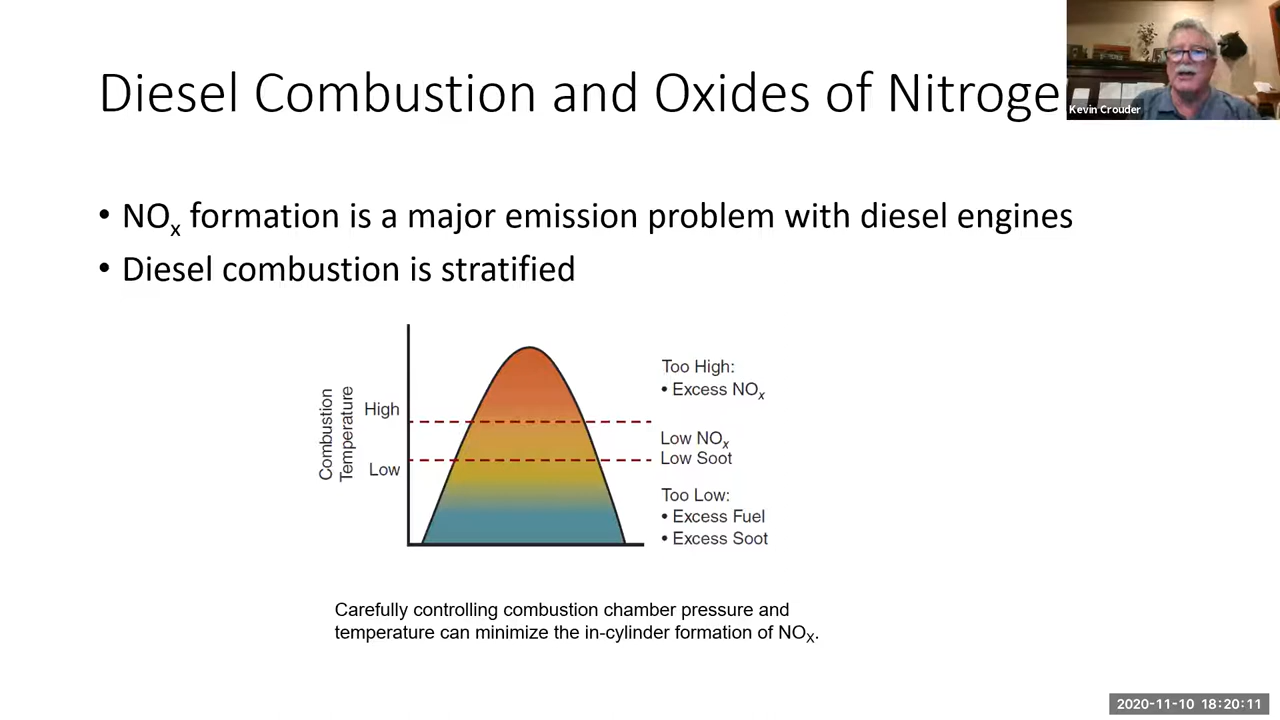 Diesel Combustion and Oxides of Nitroge
Kevin Crouder
• NOx formation is a major emission problem with diesel engines
• Diesel combustion is stratified
Combustion
Temperature
High
Low
Too High:
• Excess NOx
Low NOx
Low Soot
Too Low:
• Excess Fuel
• Excess Soot
Carefully controlling combustion chamber pressure and
temperature can minimize the in-cylinder formation of NOX.
2020-11-10 18:20:11